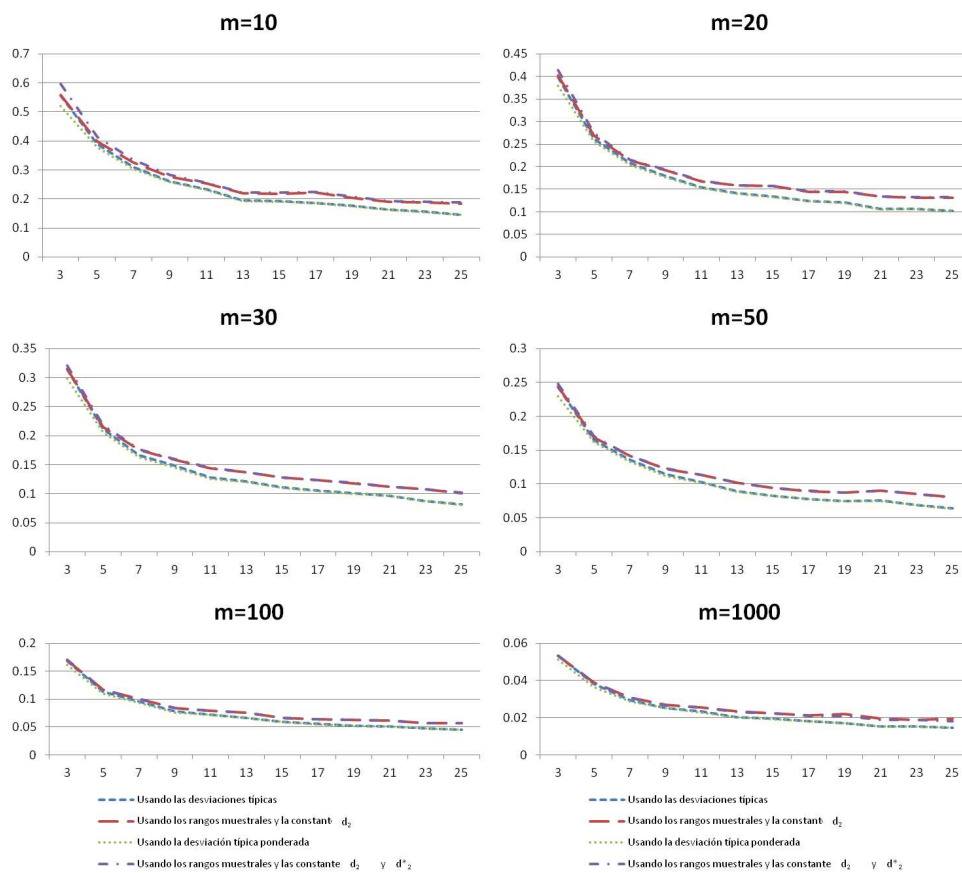 m=10
0.7
0.6
0.5
0.4
0.3
0.2
0.1
0
3 5 7 9 11 13 15 17 19 21 23 25
m=20
0.45
0.4
0.35
0.3
0.25
0.2
0.15
0.1
0.05
0
3 5 7 9 11 13 15 17 19 21 23 25
m=30
0.35
0.3
0.25
0.2
0.15
0.1
0.05
0
3 5 7 9 11 13 15 17 19 21 23 25
m=50
0.3
0.25
0.2
0.15
0.1
0.05
0
3 5 7 9 11 13 15 17 19 21 23 25
m=100
0.2
0.15
0.1
0.05
0
3 5 7 9 11 13 15 17 19 21 23 25
m=1000
0.06
0.04
0.02
0
3 5 7 9 11 13 15 17 19 21 23 25
Usando las desviaciones típicas
Usando los rangos muestrales y la constante d₂
Usando la desviación típica ponderada
Usando los rangos muestrales y las constante d₂ y d*₂
Usando las desviaciones típicas
Usando los rangos muestrales y la constante d₂
Usando la desviación típica ponderada
Usando los rangos muestrales y las constante d₂ y d*₂